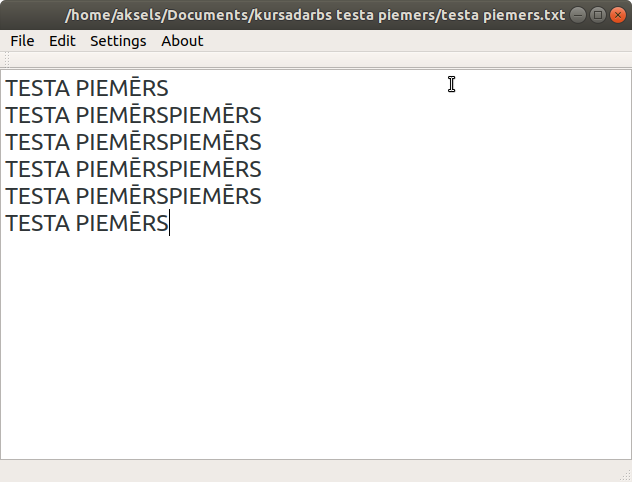 /home/aksels/Documents/kursadarbs testa piemers/testa piemers.txt
File Edit Settings About
TESTA PIEMĒRS
TESTA PIEMĒRSPIEMĒRS
TESTA PIEMĒRSPIEMĒRS
TESTA PIEMĒRSPIEMĒRS
TESTA PIEMĒRSPIEMĒRS
TESTA PIEMĒRS